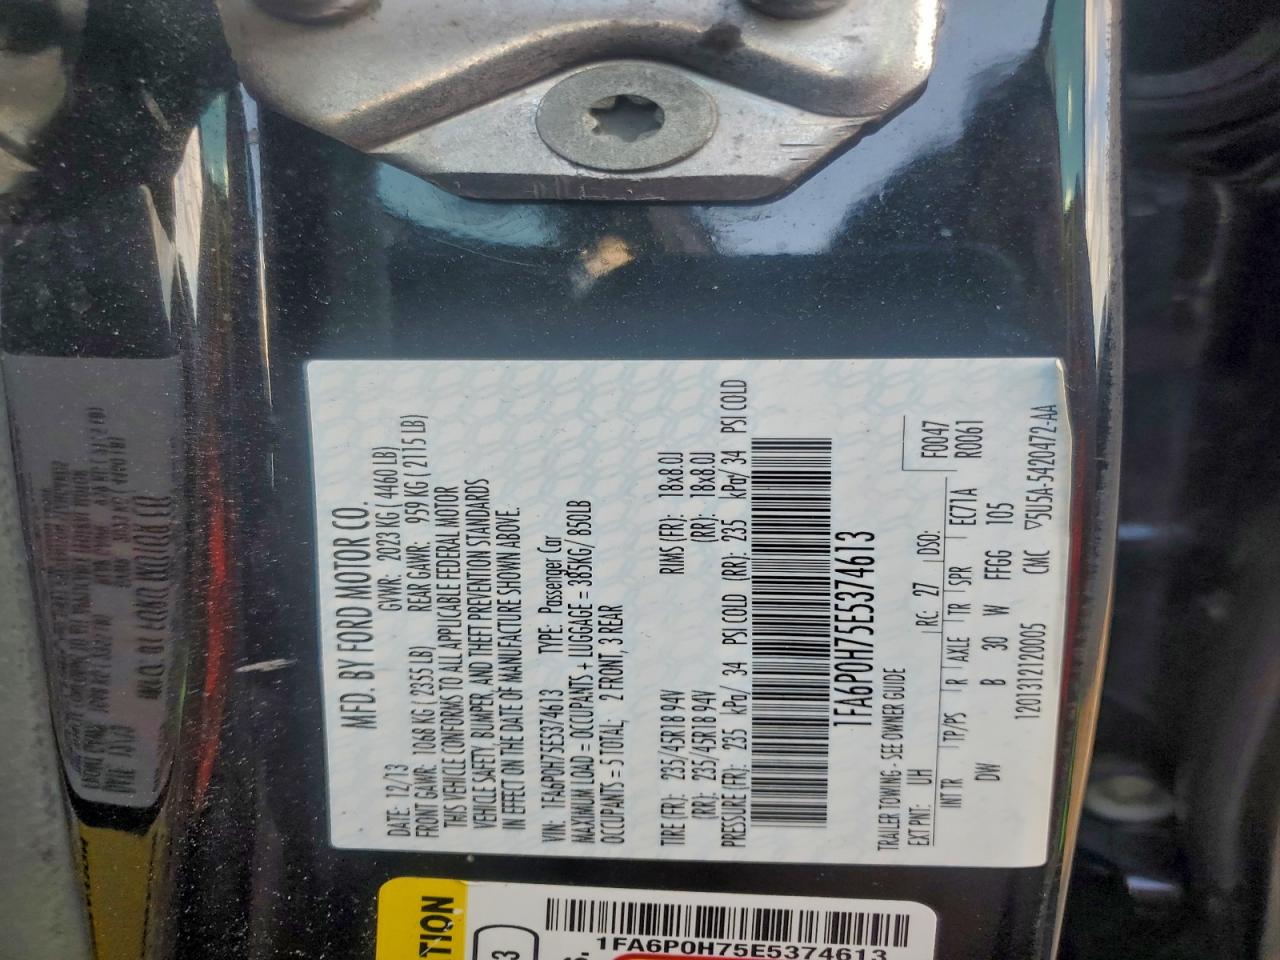 MFD. BY FORD MOTOR CO.
DATE: 12/13 GVWR: 2023 KG ( 4460 LB)
FRONT GAWR: 1068 KG ( 2355 LB) REAR GAWR: 959 KG ( 2115 LB)
THIS VEHICLE CONFORMS TO ALL APPLICABLE FEDERAL MOTOR
VEHICLE SAFETY, BUMPER, AND THEFT PREVENTION STANDARDS
IN EFFECT ON THE DATE OF MANUFACTURE SHOWN ABOVE.
VIN: 1FA6P0H75E5374613 TYPE: Passenger Car
MAXIMUM LOAD = OCCUPANTS + LUGGAGE = 385KG/ 850LB
OCCUPANTS = 5 TOTAL; 2 FRONT, 3 REAR
TIRE (FR): 235/45R18 94V RIMS (FR): 18x8.0J
(RR): 235/45R18 94V (RR): 18x8.0J
PRESSURE (FR): 235 kPa/ 34 PSI COLD (RR): 235 kPa/ 34 PSI COLD
1FA6P0H75E5374613
TRAILER TOWING - SEE OWNER GUIDE
F0047
EXT PNT: UH RC: 27 DSO: R0061
INT TR TP/PS R AXLE TR SPR EC71A
DW B 30 W FFGG 105
12013121120005 CNC ▽5U5A-5420472-AA
TION
3
1FA6P0H75E5374613